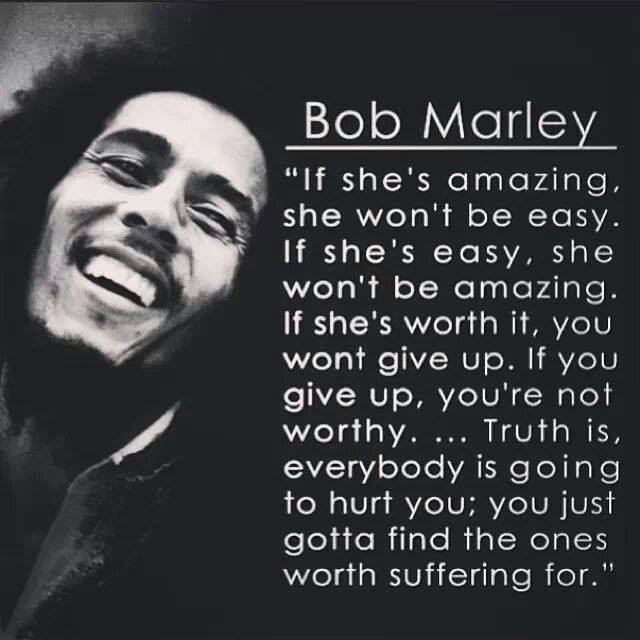 Bob Marley
"If she's amazing,
she won't be easy.
If she's easy, she
won't be amazing.
If she's worth it, you
wont give up. If you
give up, you're not
worthy. ... Truth is,
everybody is going
to hurt you; you just
gotta find the ones
worth suffering for."